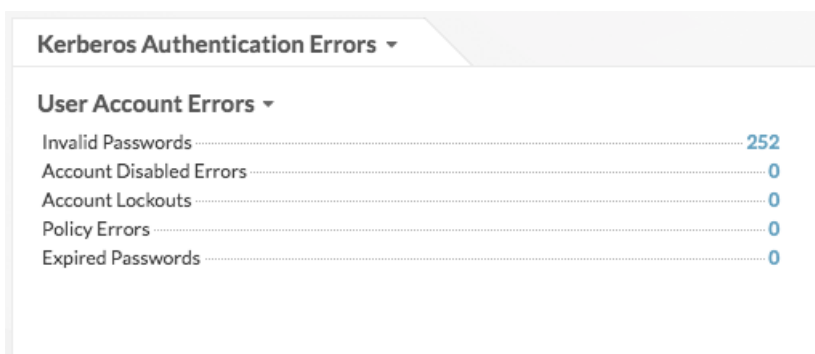 Kerberos Authentication Errors
User Account Errors
Invalid Passwords 252
Account Disabled Errors 0
Account Lockouts 0
Policy Errors 0
Expired Passwords 0